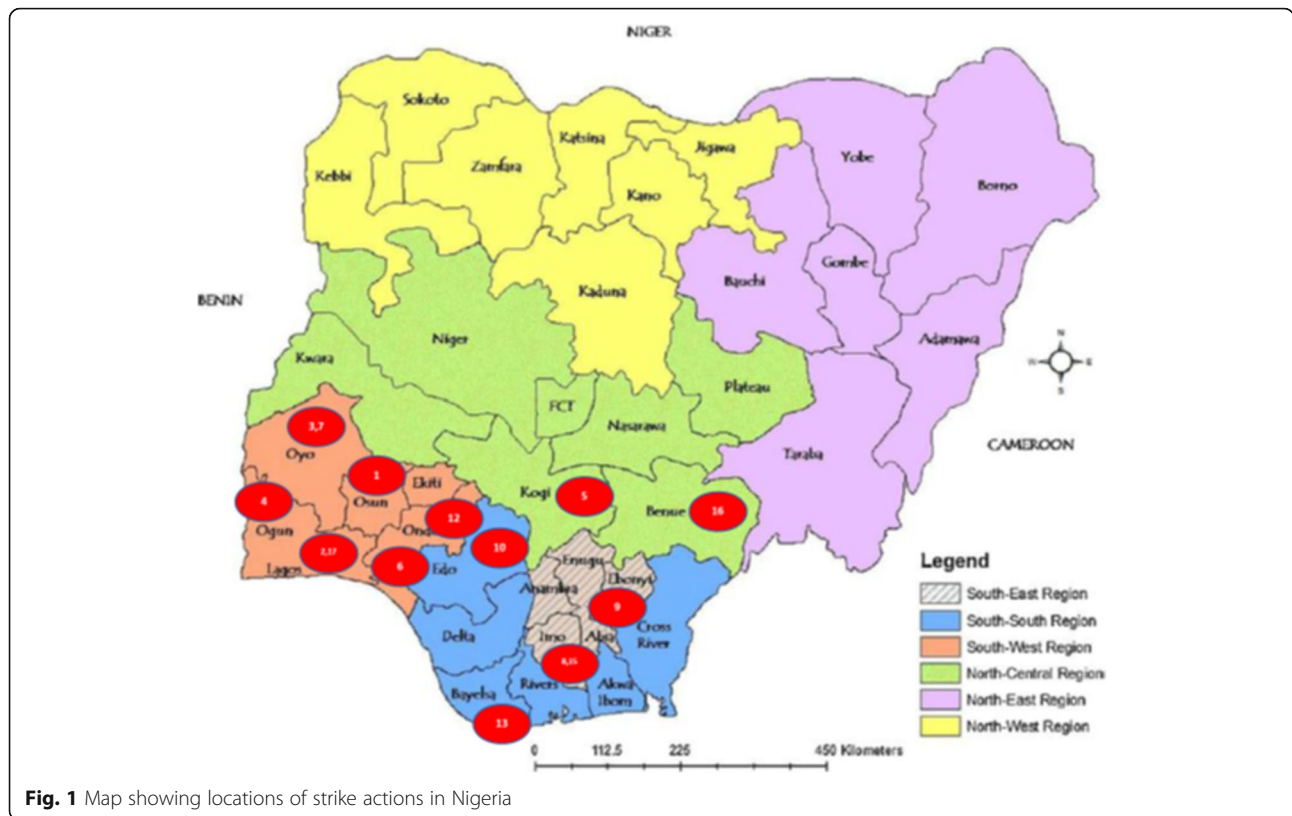 NIGER
Sokoto
Katsina
Jigawa
Yobe
Kebbi
Zamfara
Kano
Borno
Gombe
Bauchi
Kaduna
BENIN
Niger
Adamawa
N
W
E
S
Kwara
Plateau
FCT
Nasarawa
CAMEROON
3,7
Oyo
Taraba
1
Ekiti
Kogi
5
4
Osun
Benue
16
12
Ogun
Ond
10
2,17
Lagos
6
Edo
Enugu
Ebonyi
Anambra
9
Cross
River
Delta
Imo
Abia
8,15
Rivers
Akwa
Ibom
Bayelsa
13
Legend
South-East Region
South-South Region
South-West Region
North-Central Region
North-East Region
North-West Region
0 112.5 225 450 Kilometers
Fig. 1 Map showing locations of strike actions in Nigeria